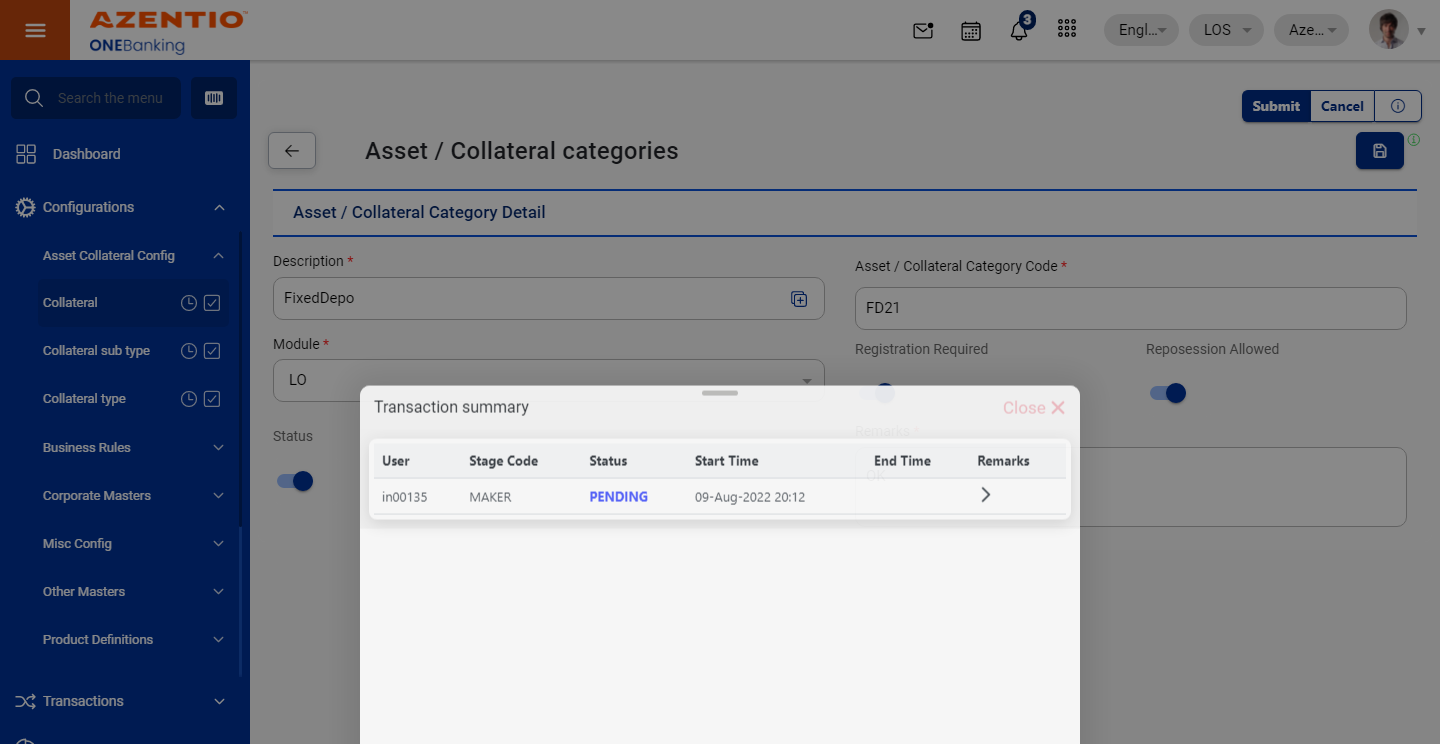 AZENTIO™
ONEBanking
3
Engl...
LOS
Aze...
Search the menu
Dashboard
Configurations
Asset Collateral Config
Collateral
Collateral sub type
Collateral type
Business Rules
Corporate Masters
Misc Config
Other Masters
Product Definitions
Transactions
Submit
Cancel
Asset / Collateral categories
Asset / Collateral Category Detail
Description *
FixedDepo
Asset / Collateral Category Code *
FD21
Module *
LO
Registration Required
Reposession Allowed
Status
Remarks *
OK
Transaction summary
Close
User Stage Code Status Start Time End Time Remarks
in00135 MAKER PENDING 09-Aug-2022 20:12